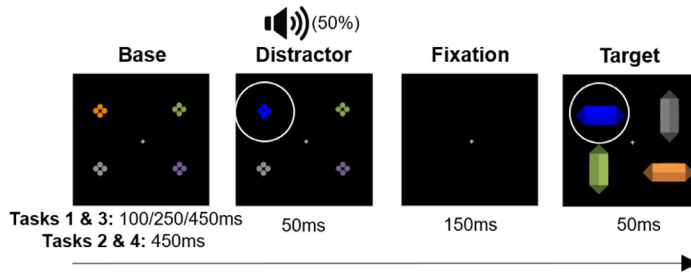 (50%)
Base Distractor Fixation Target
Tasks 1 & 3: 100/250/450ms 50ms 150ms 50ms
Tasks 2 & 4: 450ms